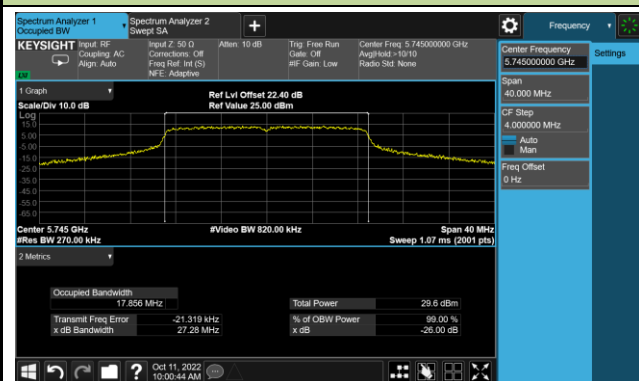 Spectrum Analyzer 1
Occupied BW
Spectrum Analyzer 2
Swept SA
Frequency
KEYSIGHT
Input: RF
Coupling: AC
Align: Auto
Input Z: 50 Ω
Corrections: Off
Freq Ref: Int (S)
NFE: Adaptive
Atten: 10 dB
Trig: Free Run
Gate: Off
#IF Gain: Low
Center Freq: 5.745000000 GHz
Avg|Hold:>10/10
Radio Std: None
Center Frequency
5.745000000 GHz
Settings
Span
40.000 MHz
CF Step
4.000000 MHz
Auto
Man
Freq Offset
0 Hz
1 Graph
Scale/Div 10.0 dB
Ref Lvl Offset 22.40 dB
Ref Value 25.00 dBm
Log
15.0
5.00
-5.00
-15.0
-25.0
-35.0
-45.0
-55.0
-65.0
Center 5.745 GHz
#Res BW 270.00 kHz
#Video BW 820.00 kHz
Span 40 MHz
Sweep 1.07 ms (2001 pts)
2 Metrics
Occupied Bandwidth
17.856 MHz
Total Power 29.6 dBm
Transmit Freq Error -21.319 kHz
% of OBW Power 99.00 %
x dB Bandwidth 27.28 MHz
x dB -26.00 dB
Oct 11, 2022
10:00:44 AM